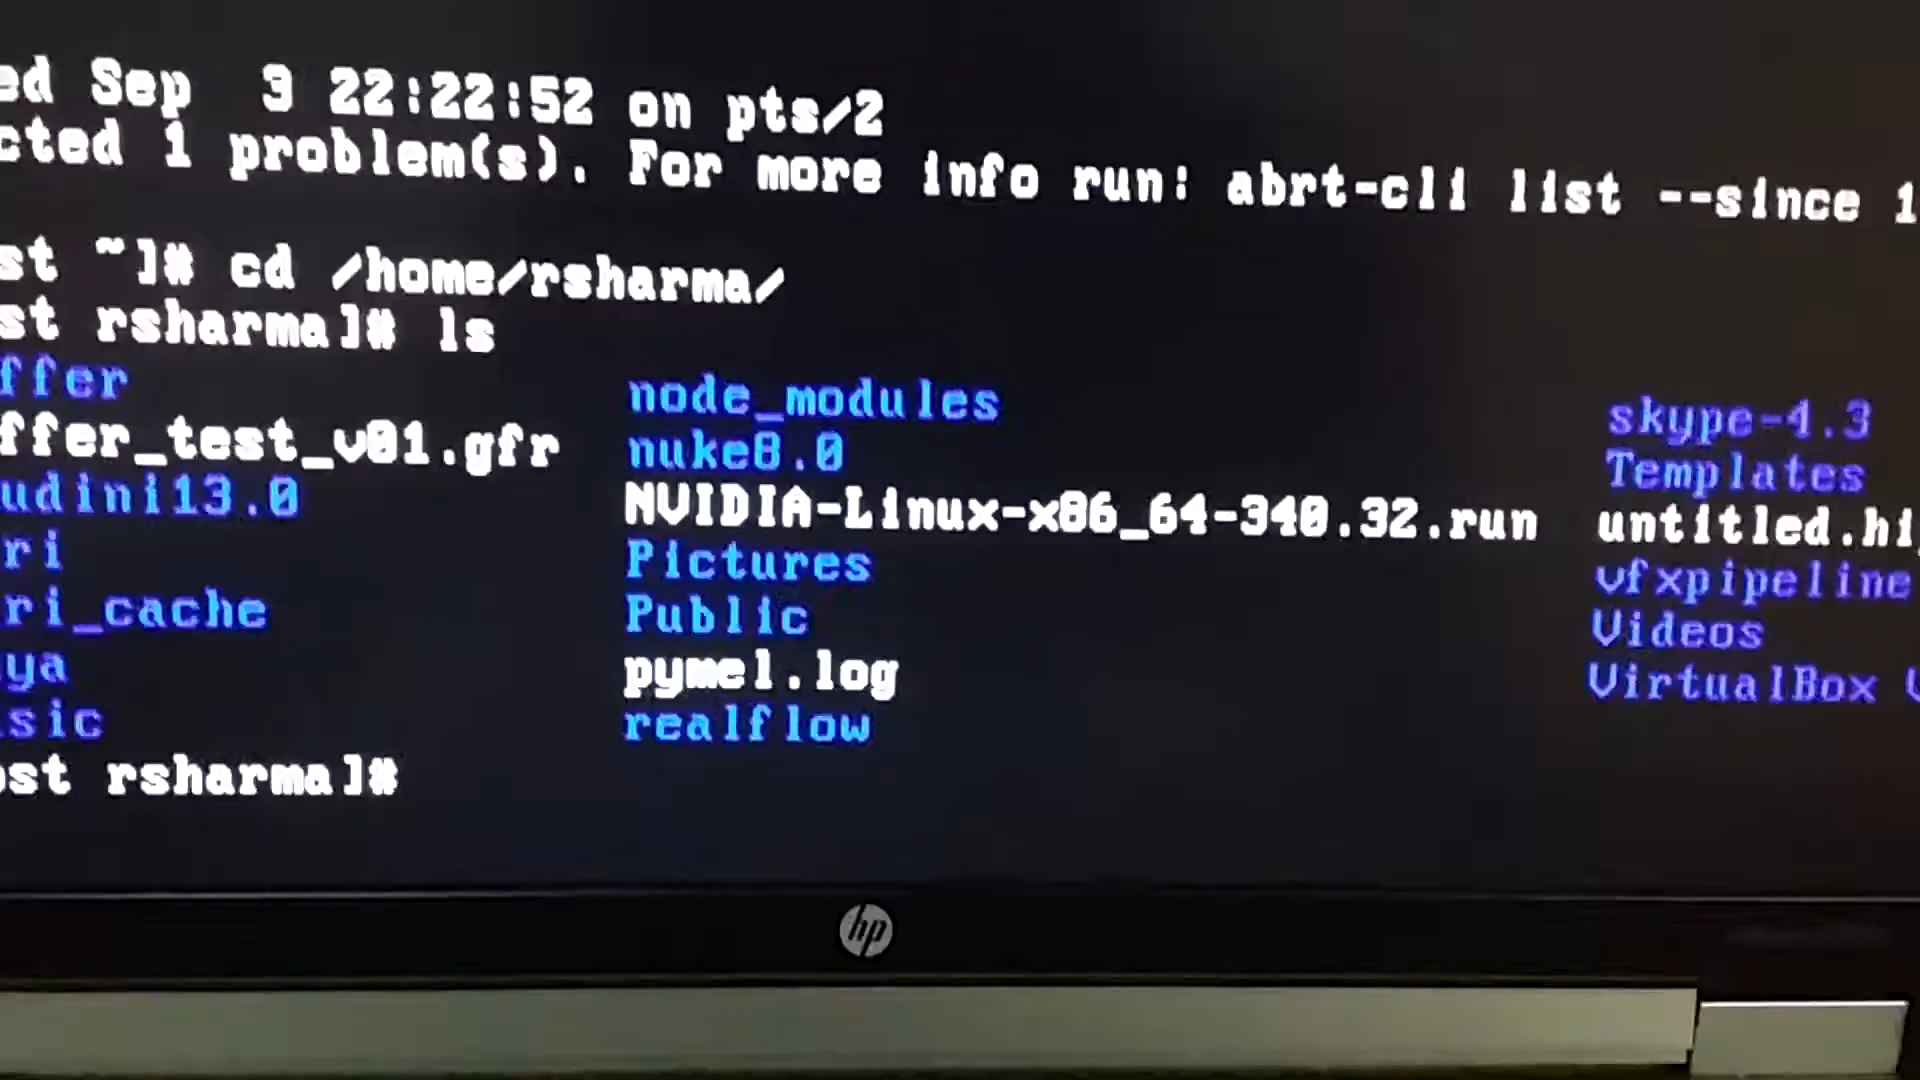 ed Sep  3 22:22:52 on pts/2
cted 1 problem(s). For more info run: abrt-cli list --since 1
st ~]# cd /home/rsharma/
st rsharma]# ls
ffer node_modules skype-4.3
ffer_test_v01.gfr nuke8.0 Templates
udini13.0 NVIDIA-Linux-x86_64-340.32.run untitled.hi
ri Pictures vfxpipeline
ri_cache Public Videos
ya pymel.log VirtualBox V
sic realflow
ost rsharma]#
hp